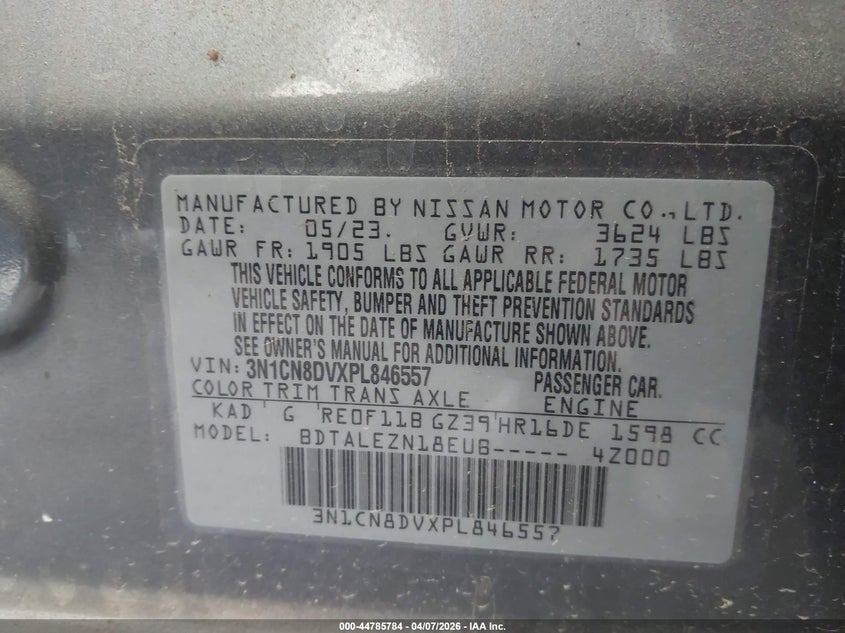 MANUFACTURED BY NISSAN MOTOR CO., LTD.
DATE: 05/23. GVWR: 3624 LBS
GAWR FR: 1905 LBS GAWR RR: 1735 LBS
THIS VEHICLE CONFORMS TO ALL APPLICABLE FEDERAL MOTOR
VEHICLE SAFETY, BUMPER AND THEFT PREVENTION STANDARDS
IN EFFECT ON THE DATE OF MANUFACTURE SHOWN ABOVE.
SEE OWNER'S MANUAL FOR ADDITIONAL INFORMATION.
VIN: 3N1CN8DVXPL846557 PASSENGER CAR.
COLOR TRIM TRANS AXLE ENGINE
KAD G RE0F11B GZ39 HR16DE 1598 CC
MODEL: BDTALEZN18EUB----- 4Z000
3N1CN8DVXPL846557
000-44785784 - 04/07/2026 - IAA Inc.